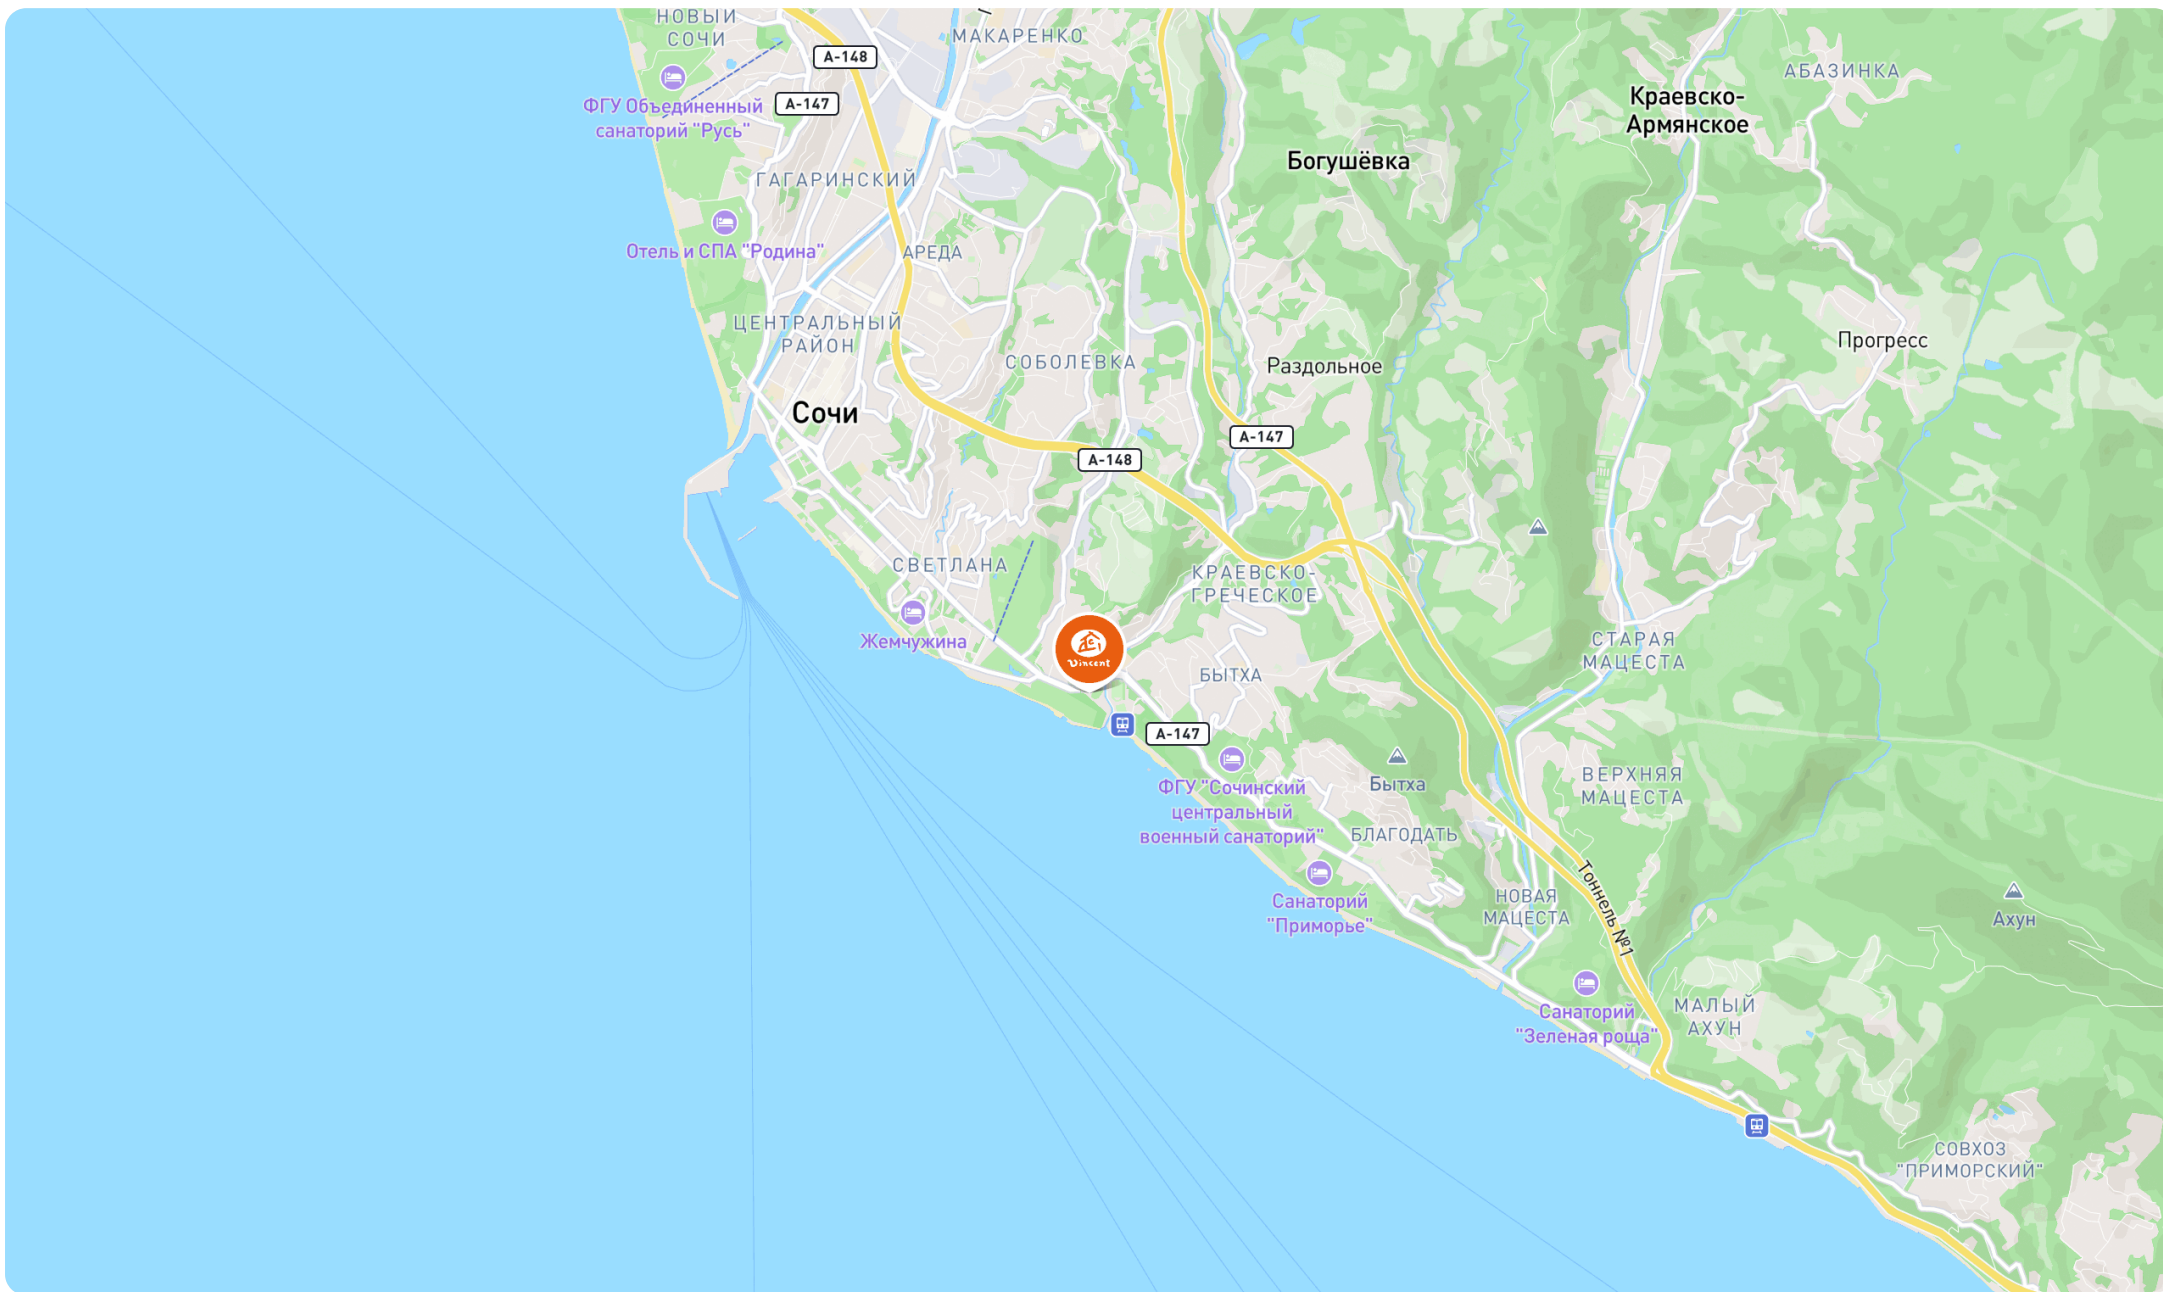 НОВЫЙ
СОЧИ
МАКАРЕНКО
А-148
АБАЗИНКА
А-147
ФГУ Объединенный
санаторий "Русь"
Краевско-
Армянское
Богушёвка
ГАГАРИНСКИЙ
Отель и СПА "Родина"
АРЕДА
ЦЕНТРАЛЬНЫЙ
РАЙОН
СОБОЛЕВКА
Раздольное
Прогресс
Сочи
А-147
А-148
СВЕТЛАНА
КРАЕВСКО-
ГРЕЧЕСКОЕ
Жемчужина
Vincent
СТАРАЯ
МАЦЕСТА
БЫТХА
А-147
ФГУ "Сочинский
центральный
военный санаторий"
Бытха
ВЕРХНЯЯ
МАЦЕСТА
БЛАГОДАТЬ
Тоннель №1
Санаторий
"Приморье"
НОВАЯ
МАЦЕСТА
Ахун
Санаторий
"Зеленая роща"
МАЛЫЙ
АХУН
СОВХОЗ
"ПРИМОРСКИЙ"